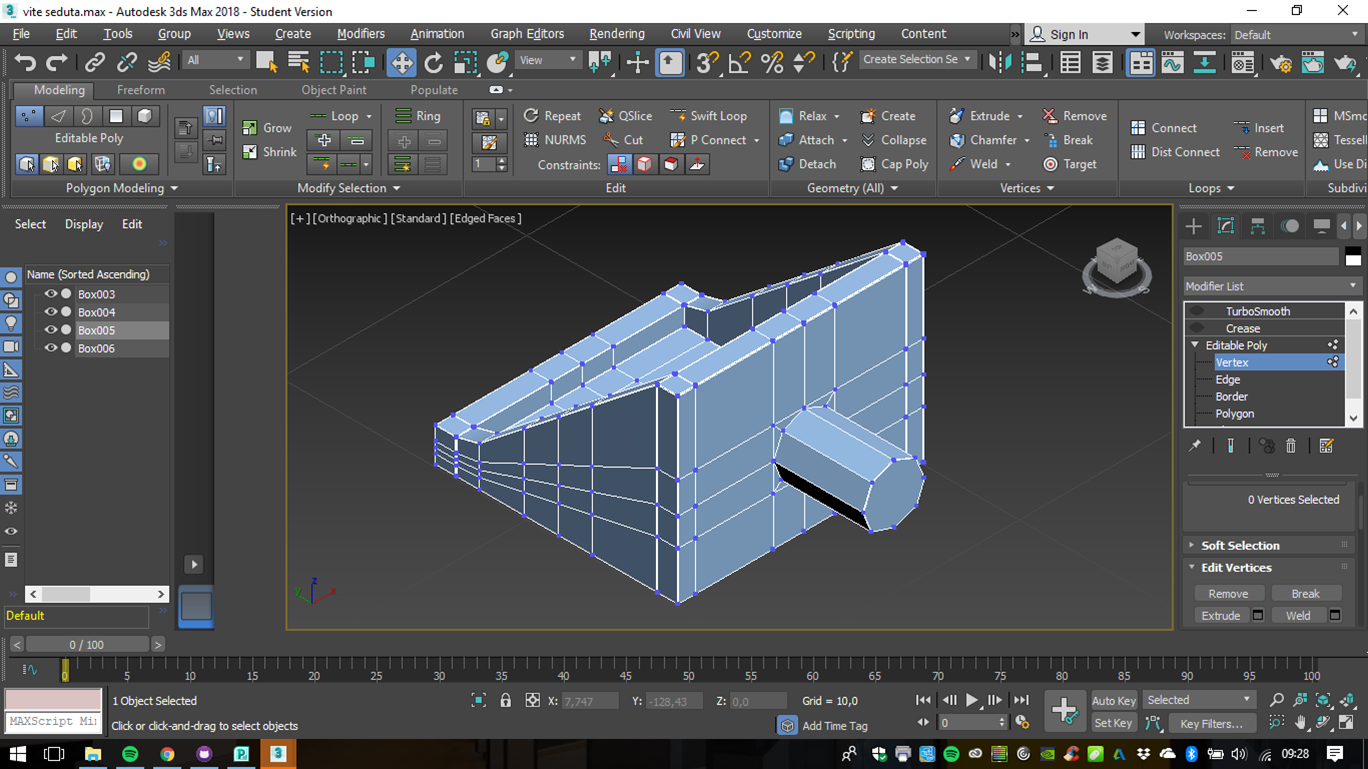 vite seduta.max - Autodesk 3ds Max 2018 - Student Version
File Edit Tools Group Views Create Modifiers Animation Graph Editors Rendering Civil View Customize Scripting Content » Sign In Workspaces: Default
All View Create Selection Se
Modeling Freeform Selection Object Paint Populate
Loop Ring Repeat QSlice Swift Loop Relax Create Extrude Remove MSmo
Editable Poly Grow NURMS Cut P Connect Attach Collapse Chamfer Break Connect Insert Tessell
Shrink 1 Constraints: Detach Cap Poly Weld Target Dist Connect Remove Use Di
Polygon Modeling Modify Selection Edit Geometry (All) Vertices Loops Subdivi
Select Display Edit
[+] [Orthographic ] [Standard ] [Edged Faces ]
Name (Sorted Ascending)
Box003
Box004
Box005
Box006
Box005
Modifier List
TurboSmooth
Crease
Editable Poly
Vertex
Edge
Border
Polygon
0 Vertices Selected
Soft Selection
Edit Vertices
Remove Break
Extrude Weld
z
y x
Default
< 0 / 100 >
0 5 10 15 20 25 30 35 40 45 50 55 60 65 70 75 80 85 90 95 100
1 Object Selected X: 7,747 Y: -128,43 Z: 0,0 Grid = 10,0 Auto Key Selected
MAXScript Mi Click or click-and-drag to select objects Add Time Tag 0 Set Key Key Filters...
09:28